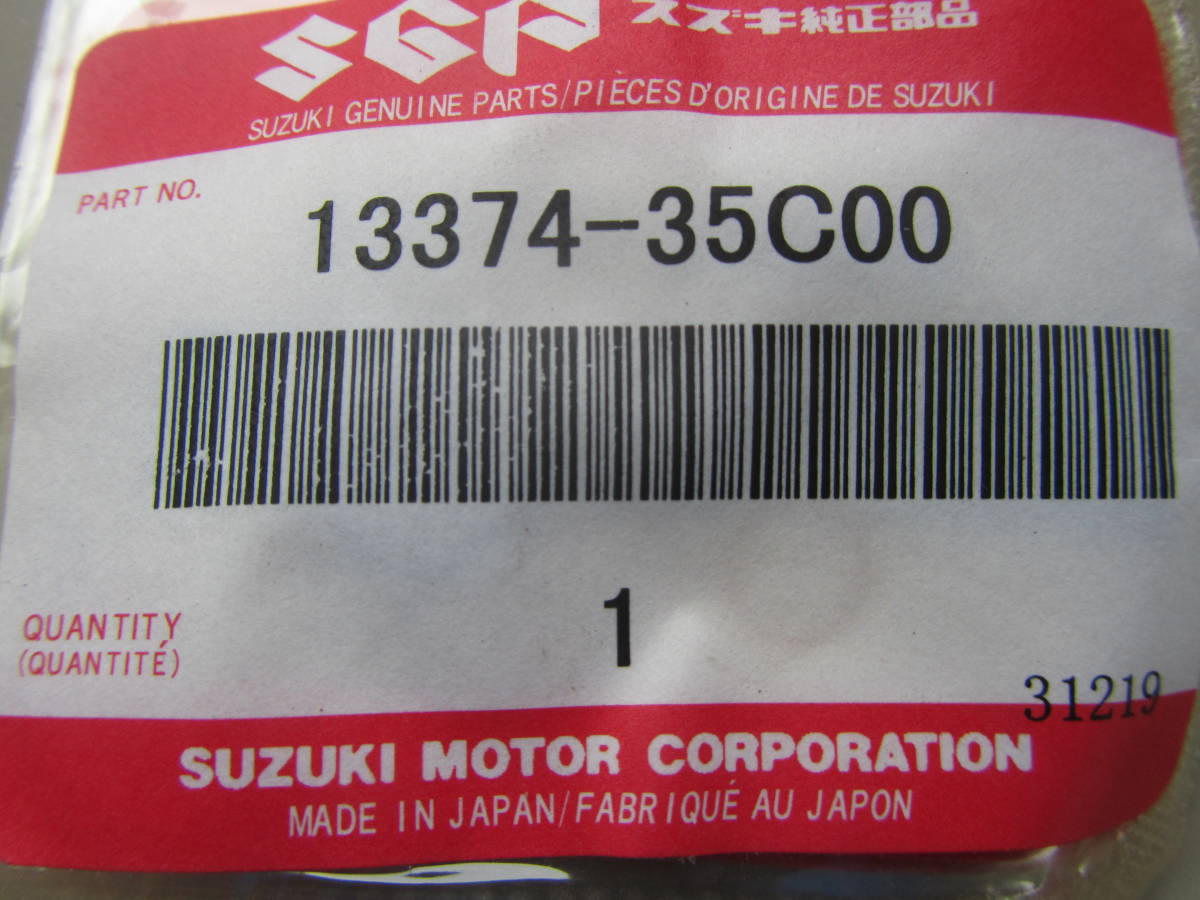 SGP スズキ純正部品
SUZUKI GENUINE PARTS/PIÈCES D'ORIGINE DE SUZUKI
PART NO. 13374-35C00
QUANTITY
(QUANTITÉ)
1
31219
SUZUKI MOTOR CORPORATION
MADE IN JAPAN/FABRIQUÉ AU JAPON